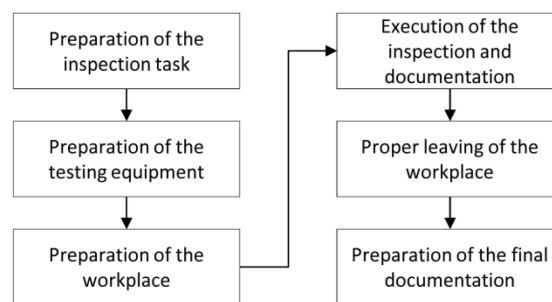 Preparation of the
inspection task
Preparation of the
testing equipment
Preparation of the
workplace
Execution of the
inspection and
documentation
Proper leaving of the
workplace
Preparation of the final
documentation